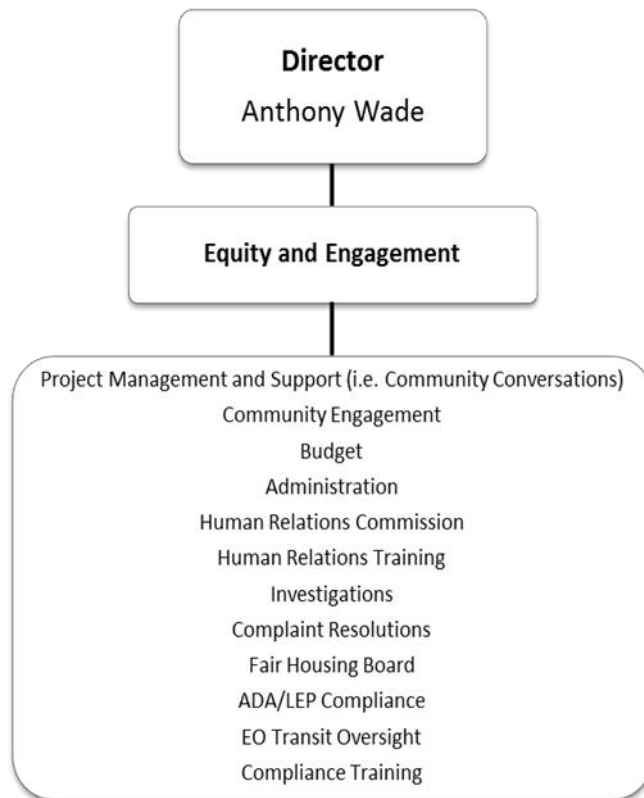 Director
Anthony Wade
Equity and Engagement
Project Management and Support (i.e. Community Conversations)
Community Engagement
Budget
Administration
Human Relations Commission
Human Relations Training
Investigations
Complaint Resolutions
Fair Housing Board
ADA/LEP Compliance
EO Transit Oversight
Compliance Training